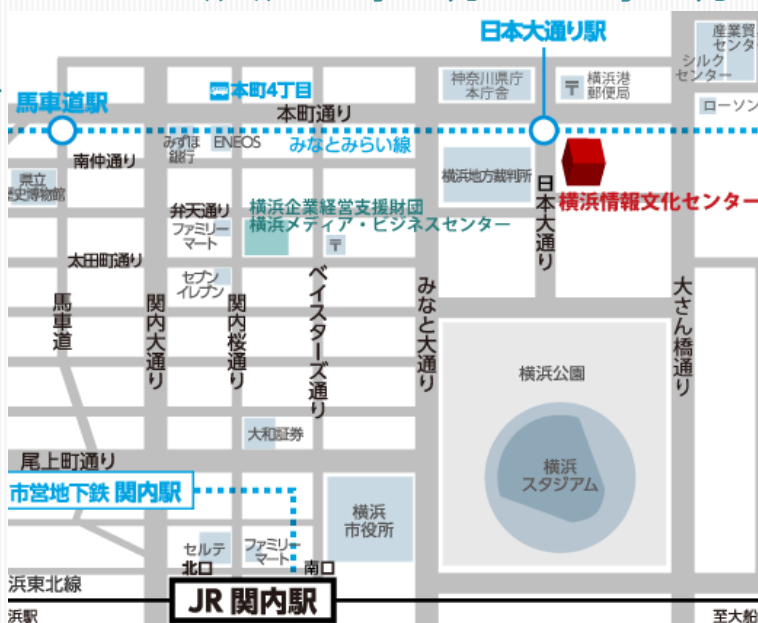 日本大通り駅
産業貿
センタ
シルク
センター
馬車道駅
本町4丁目
神奈川県庁
本庁舎
〒
横浜港
郵便局
ローソン
本町通り
みずほ
銀行
ENEOS
みなとみらい線
南仲通り
県立
歴史博物館
横浜地方裁判所
日本大通り
横浜情報文化センター
弁天通り
ファミリー
マート
横浜企業経営支援財団
横浜メディア・ビジネスセンター
〒
太田町通り
セブン
イレブン
馬車道
関内大通り
関内桜通り
ベイスターズ通り
みなと大通り
大さん橋通り
横浜公園
大和証券
尾上町通り
横浜
スタジアム
市営地下鉄 関内駅
横浜
市役所
セルテ
北口
ファミリー
マート
南口
浜東北線
JR 関内駅
浜駅
至大船